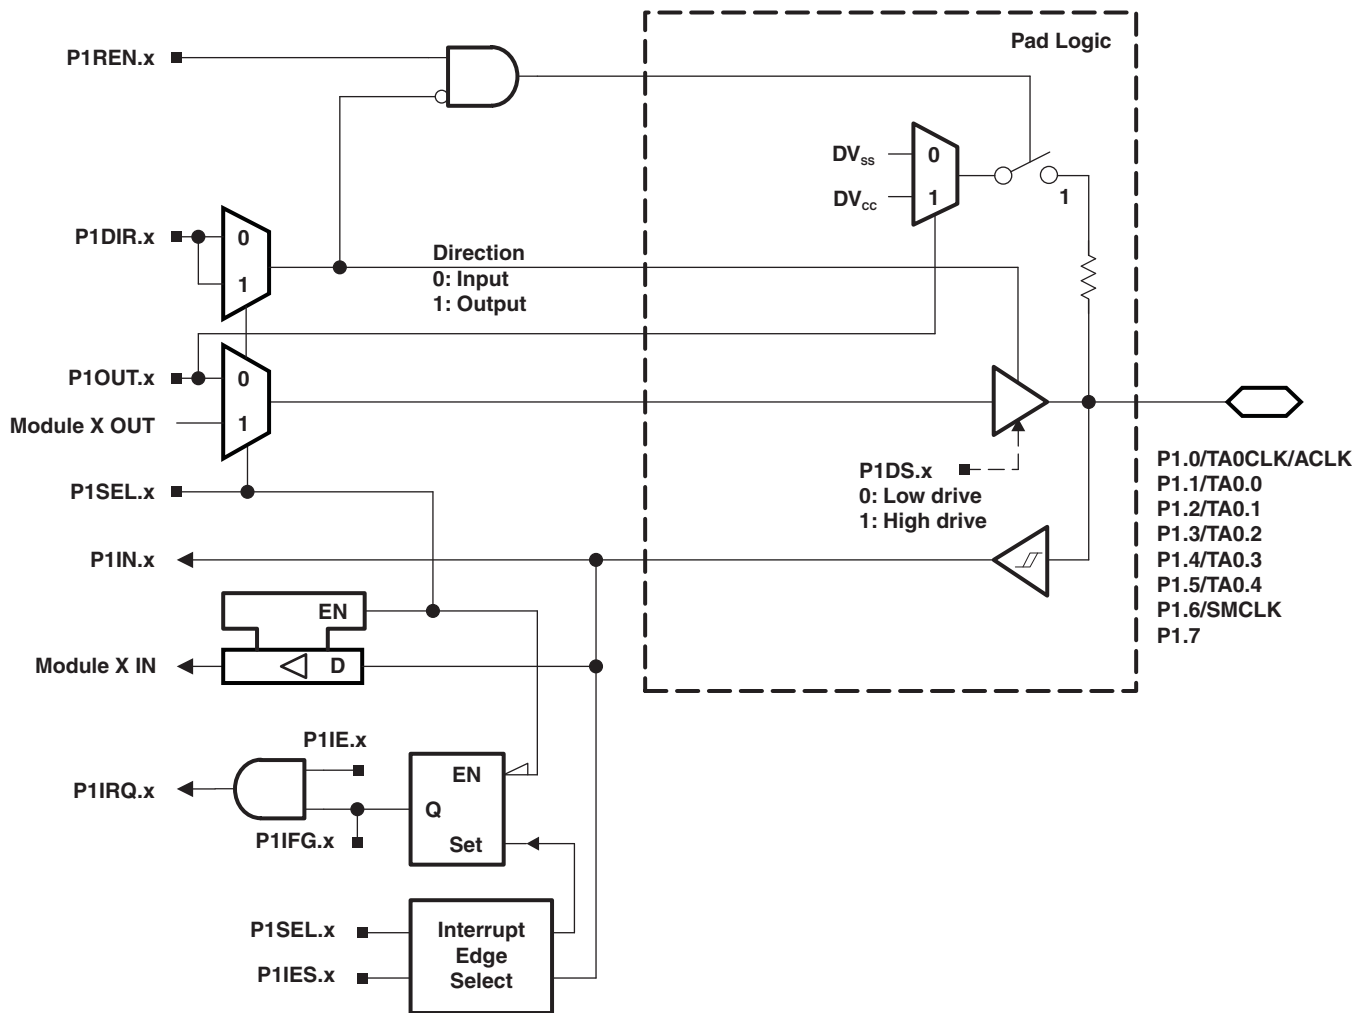 Pad Logic
P1REN.x
DVss
0
DVcc
1
1
P1DIR.x
0
1
Direction
0: Input
1: Output
P1OUT.x
0
Module X OUT
1
P1SEL.x
P1DS.x
0: Low drive
1: High drive
P1.0/TA0CLK/ACLK
P1.1/TA0.0
P1.2/TA0.1
P1.3/TA0.2
P1.4/TA0.3
P1.5/TA0.4
P1.6/SMCLK
P1.7
P1IN.x
EN
Module X IN
D
P1IE.x
P1IRQ.x
EN
Q
P1IFG.x
Set
P1SEL.x
P1IES.x
Interrupt
Edge
Select